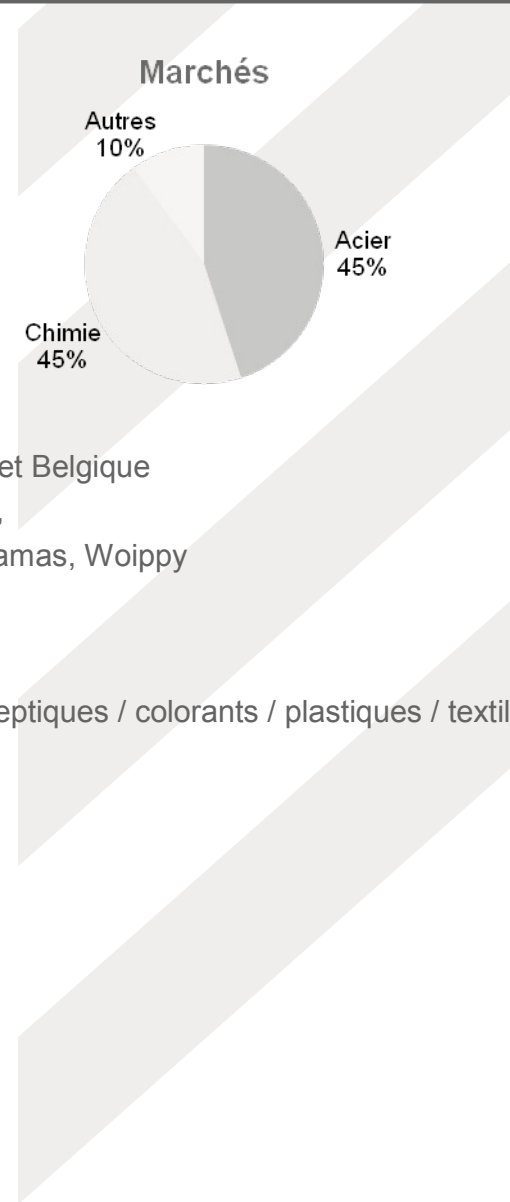 Marchés
Autres
10%
Acier
45%
Chimie
45%
et Belgique
,
amas, Woippy
eptiques / colorants / plastiques / textil